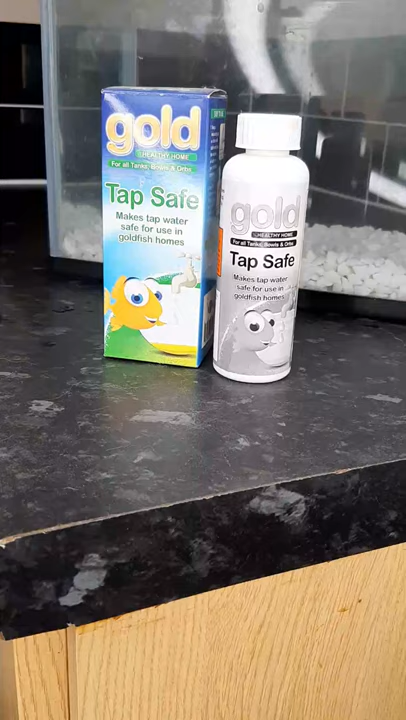 gold
HEALTHY HOME
For all Tanks, Bowls & Orbs
Tap Safe
Makes tap water
safe for use in
goldfish homes
gold
HEALTHY HOME
For all Tanks, Bowls & Orbs
Tap Safe
Makes tap water
safe for use in
goldfish homes